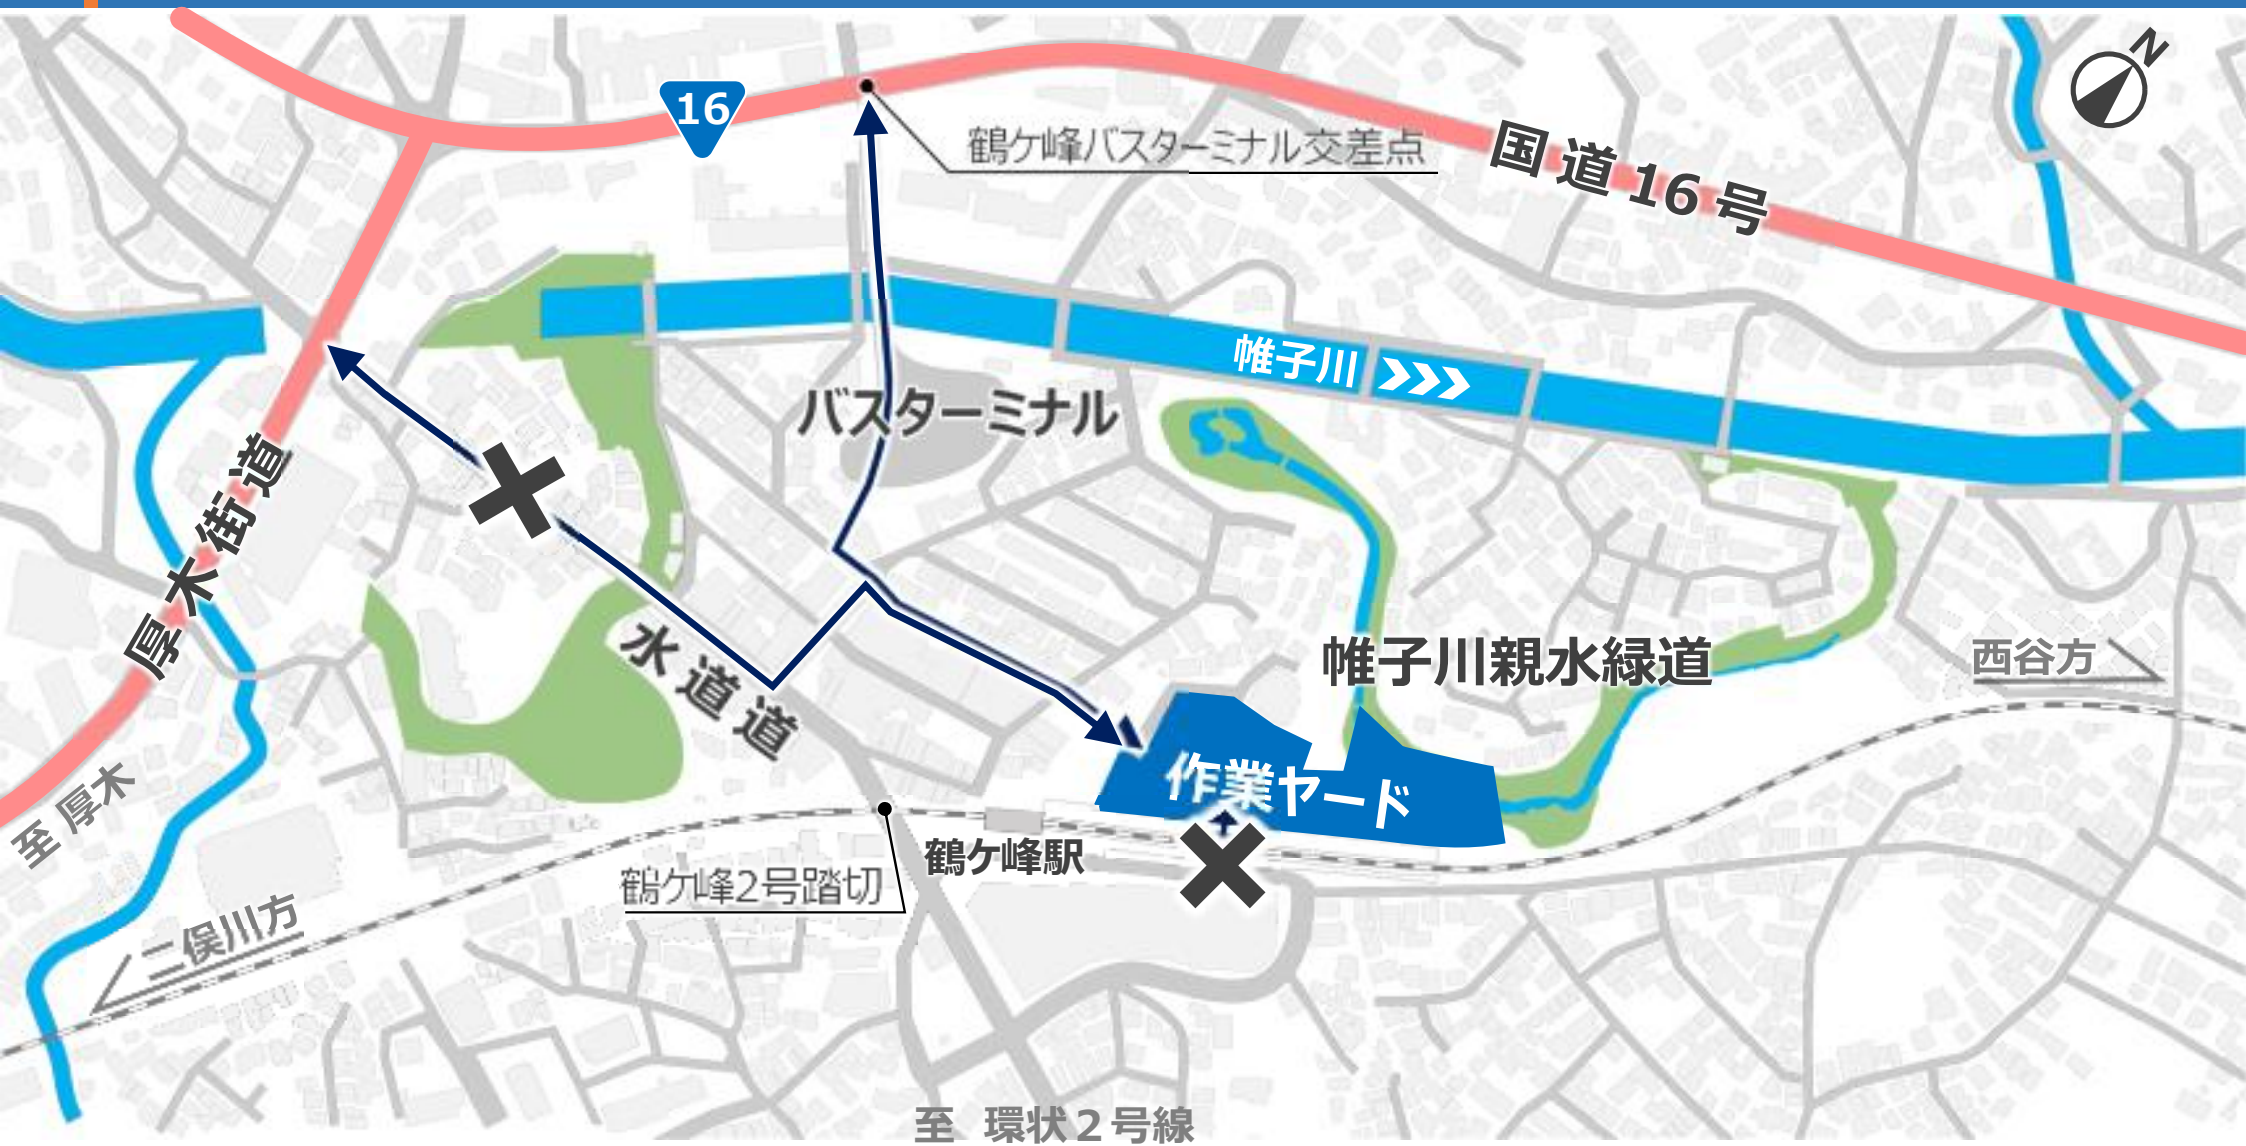 N
16
鶴ケ峰バスターミナル交差点
国道16号
帷子川
バスターミナル
厚木街道
水道道
帷子川親水緑道
西谷方
作業ヤード
至 厚木
鶴ケ峰駅
鶴ケ峰2号踏切
二俣川方
至 環状2号線